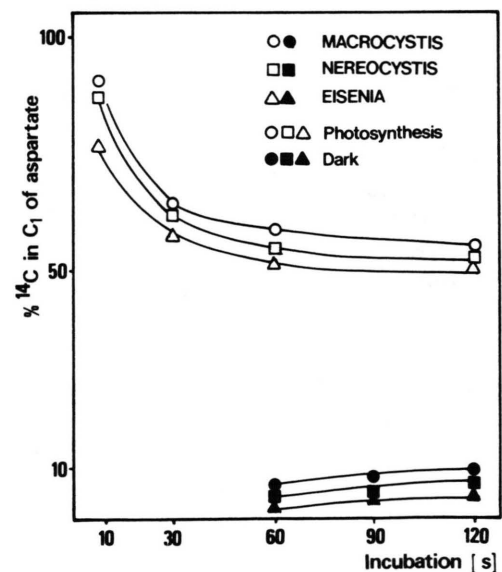 100
MACROCYSTIS
NEREOCYSTIS
EISENIA
Photosynthesis
Dark
% ¹⁴C in C₁ of aspartate
50
10
10 30 60 90 120
Incubation [s]